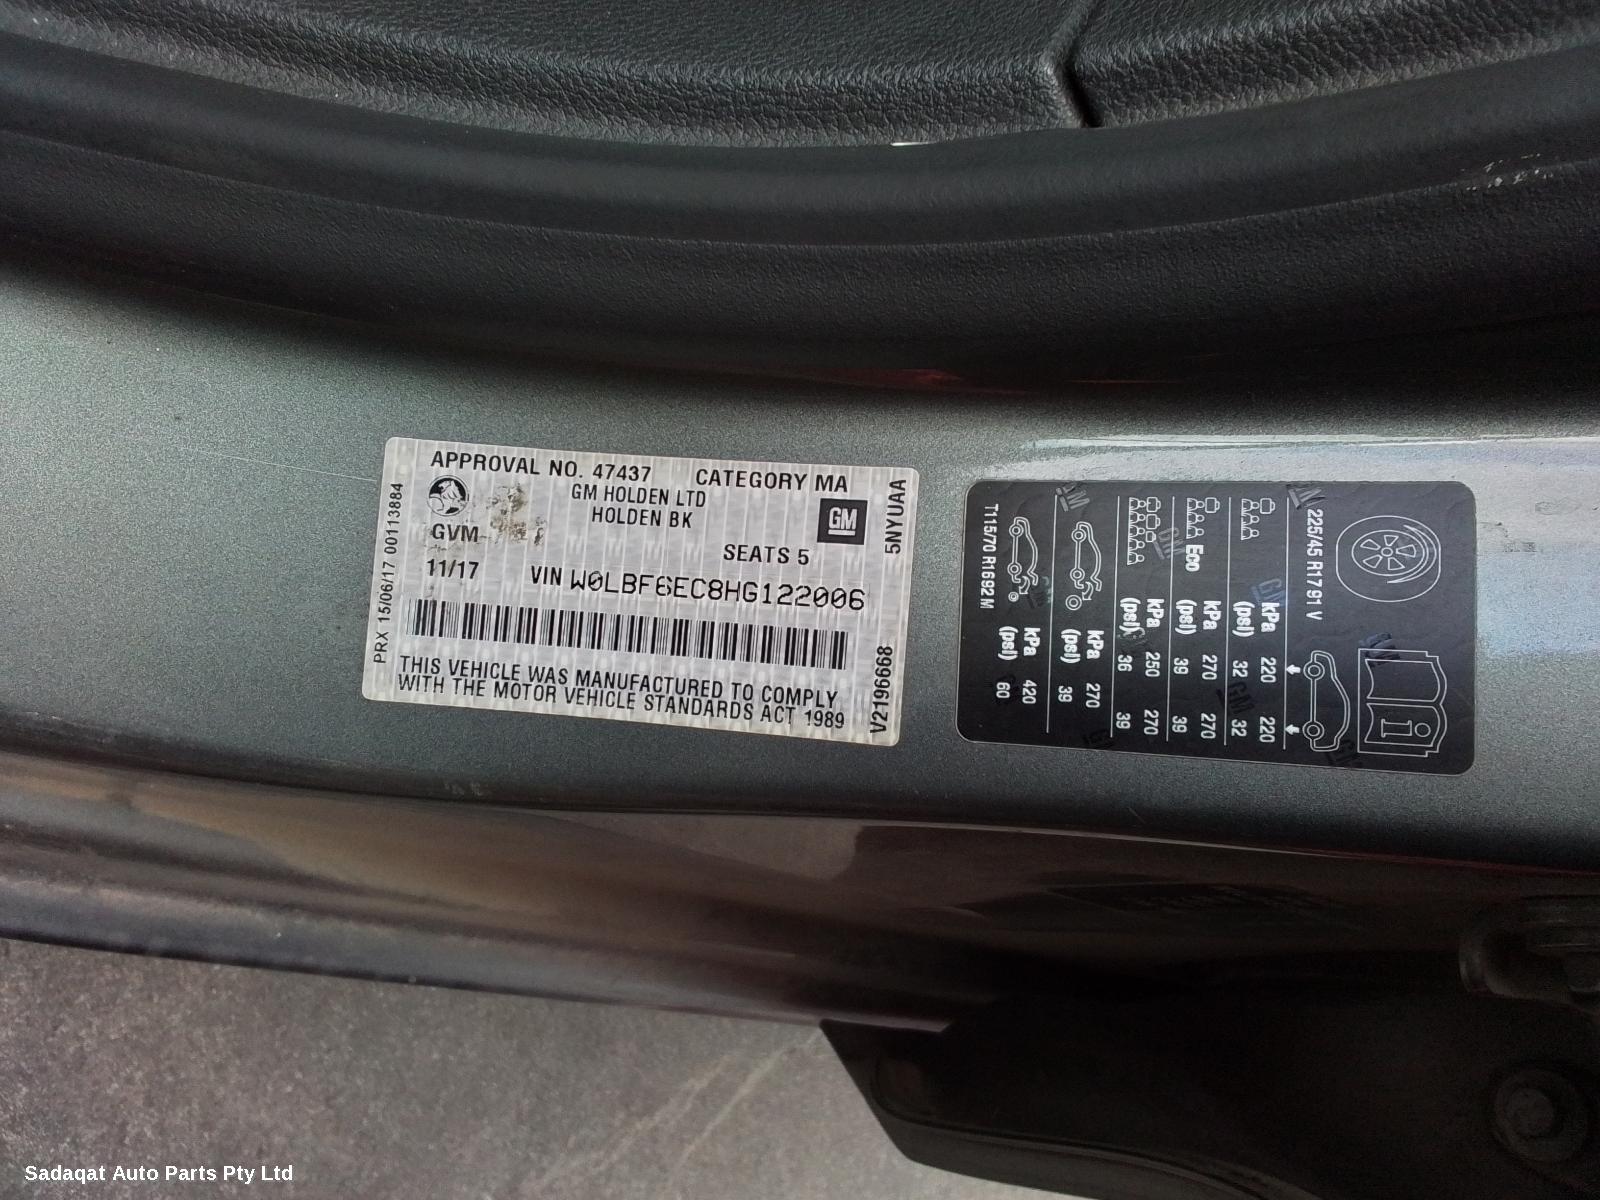 APPROVAL NO. 47437 CATEGORY MA
GM HOLDEN LTD
HOLDEN BK
GM
GVM
SEATS 5
11/17 VIN W0LBF6EC8HG122006
THIS VEHICLE WAS MANUFACTURED TO COMPLY
WITH THE MOTOR VEHICLE STANDARDS ACT 1989
PRX 15/06/17 00113884
5NYUAA
V2196668
225/45 R17 91 V
kPa 220 220
(psi) 32 32
Eco
kPa 270 270
(psi) 39 39
kPa 250 270
(psi) 36 39
kPa 270
(psi) 39
kPa 420
(psi) 60
T115/70 R16 92 M
Sadaqat Auto Parts Pty Ltd